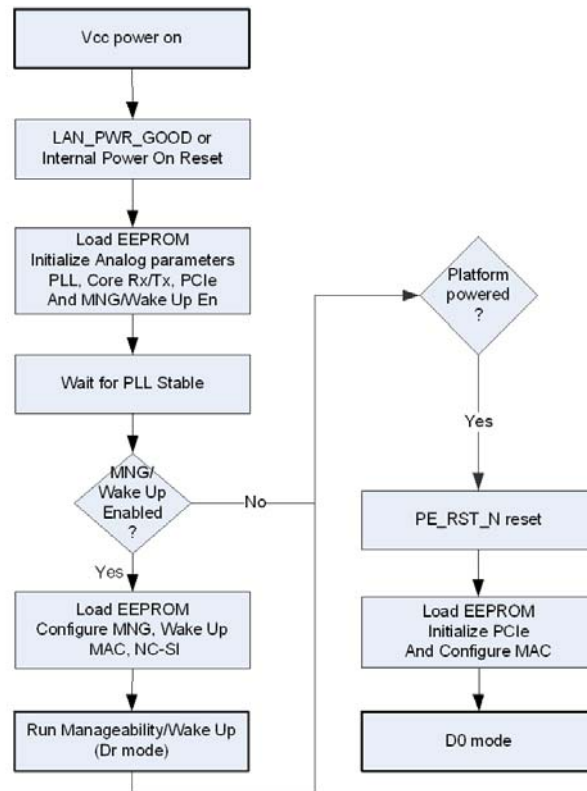 Vcc power on
LAN_PWR_GOOD or
Internal Power On Reset
Load EEPROM
Initialize Analog parameters
PLL, Core Rx/Tx, PCIe
And MNG/Wake Up En
Wait for PLL Stable
MNG/
Wake Up
Enabled
?
No
Yes
Load EEPROM
Configure MNG, Wake Up
MAC, NC-SI
Run Manageability/Wake Up
(Dr mode)
Platform
powered
?
Yes
PE_RST_N reset
Load EEPROM
Initialize PCIe
And Configure MAC
D0 mode